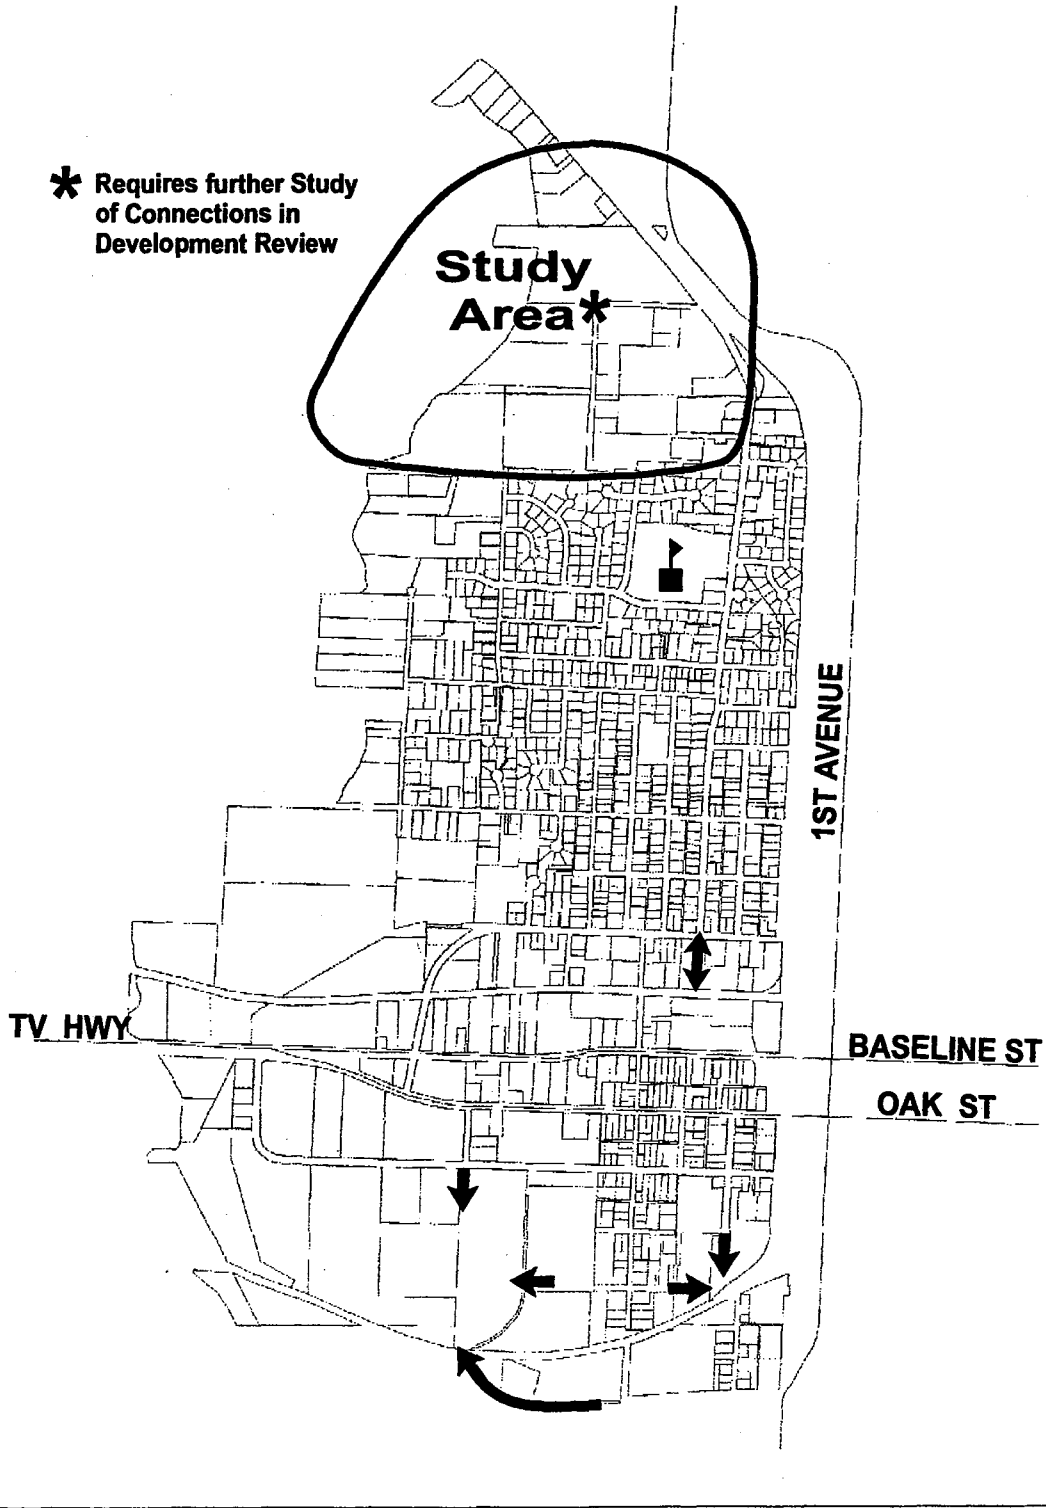 * Requires further Study
of Connections in
Development Review
Study
Area*
1ST AVENUE
TV HWY
BASELINE ST
OAK ST